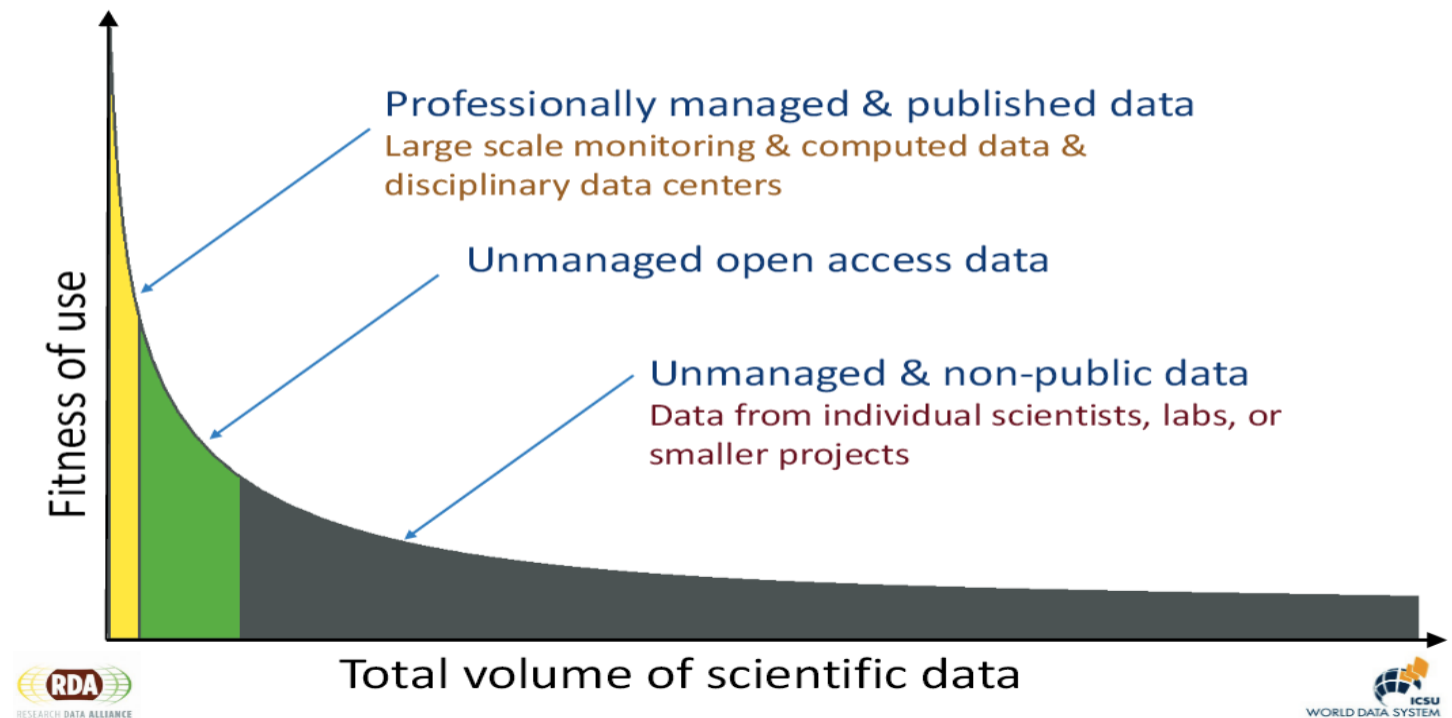 Professionally managed & published data
Large scale monitoring & computed data &
disciplinary data centers
Unmanaged open access data
Unmanaged & non-public data
Data from individual scientists, labs, or
smaller projects
Fitness of use
Total volume of scientific data
RDA
RESEARCH DATA ALLIANCE
ICSU
WORLD DATA SYSTEM